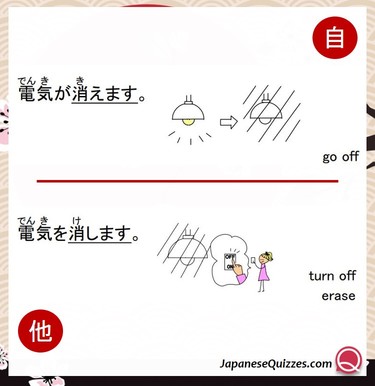 自
でんき き
電気が消えます。
go off
でんき け
電気を消します。
OFF
ON
turn off
erase
他
JapaneseQuizzes.com